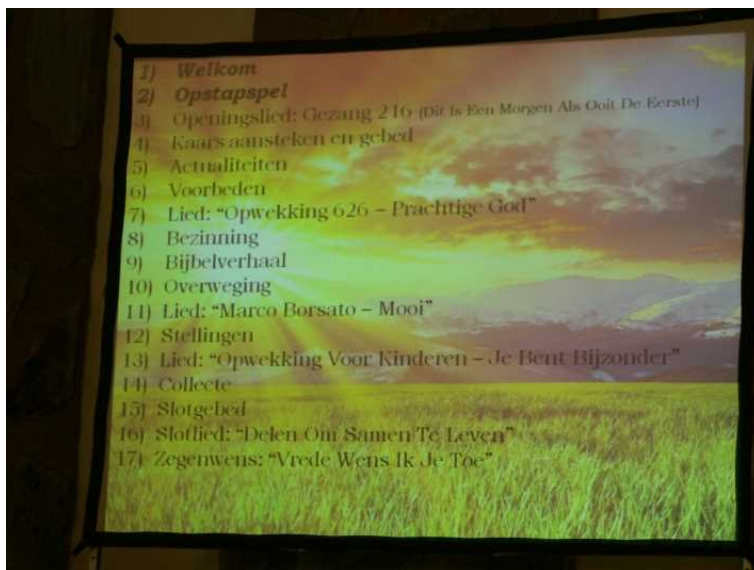 1) Welkom
2) Opstapspel
3) Openingslied: Gezang 216 (Dit Is Een Morgen Als Ooit De Eerste)
4) Kaars aansteken en gebed
5) Actualiteiten
6) Voorbeden
7) Lied: "Opwekking 626 – Prachtige God"
8) Bezinning
9) Bijbelverhaal
10) Overweging
11) Lied: "Marco Borsato – Mooi"
12) Stellingen
13) Lied: "Opwekking Voor Kinderen – Je Bent Bijzonder"
14) Collecte
15) Slotgebed
16) Slotlied: "Delen Om Samen Te Leven"
17) Zegenwens: "Vrede Wens Ik Je Toe"